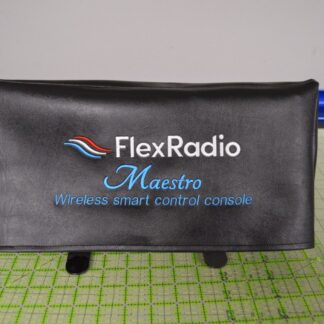 FlexRadio
Maestro
Wireless smart control console